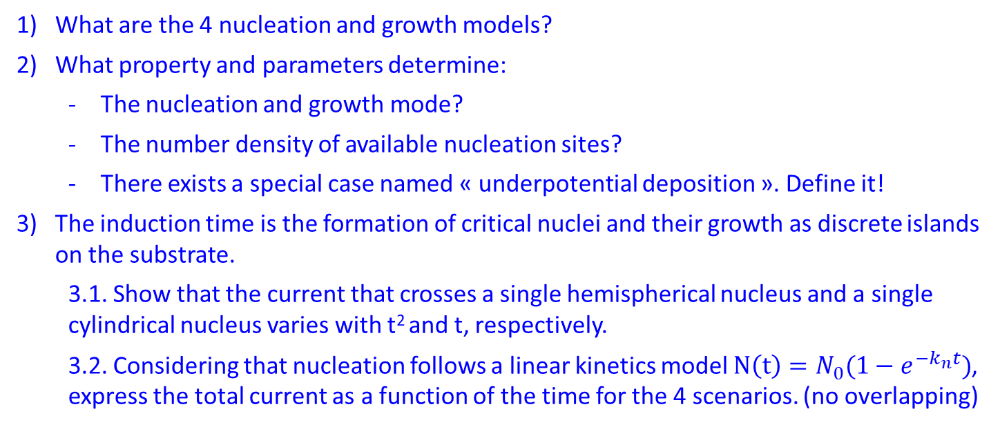 1) What are the 4 nucleation and growth models?
2) What property and parameters determine:
- The nucleation and growth mode?
- The number density of available nucleation sites?
- There exists a special case named « underpotential deposition ». Define it!
3) The induction time is the formation of critical nuclei and their growth as discrete islands
on the substrate.
3.1. Show that the current that crosses a single hemispherical nucleus and a single
cylindrical nucleus varies with t² and t, respectively.
3.2. Considering that nucleation follows a linear kinetics model N(t) = N₀(1 − e^{−kₙt}),
express the total current as a function of the time for the 4 scenarios. (no overlapping)